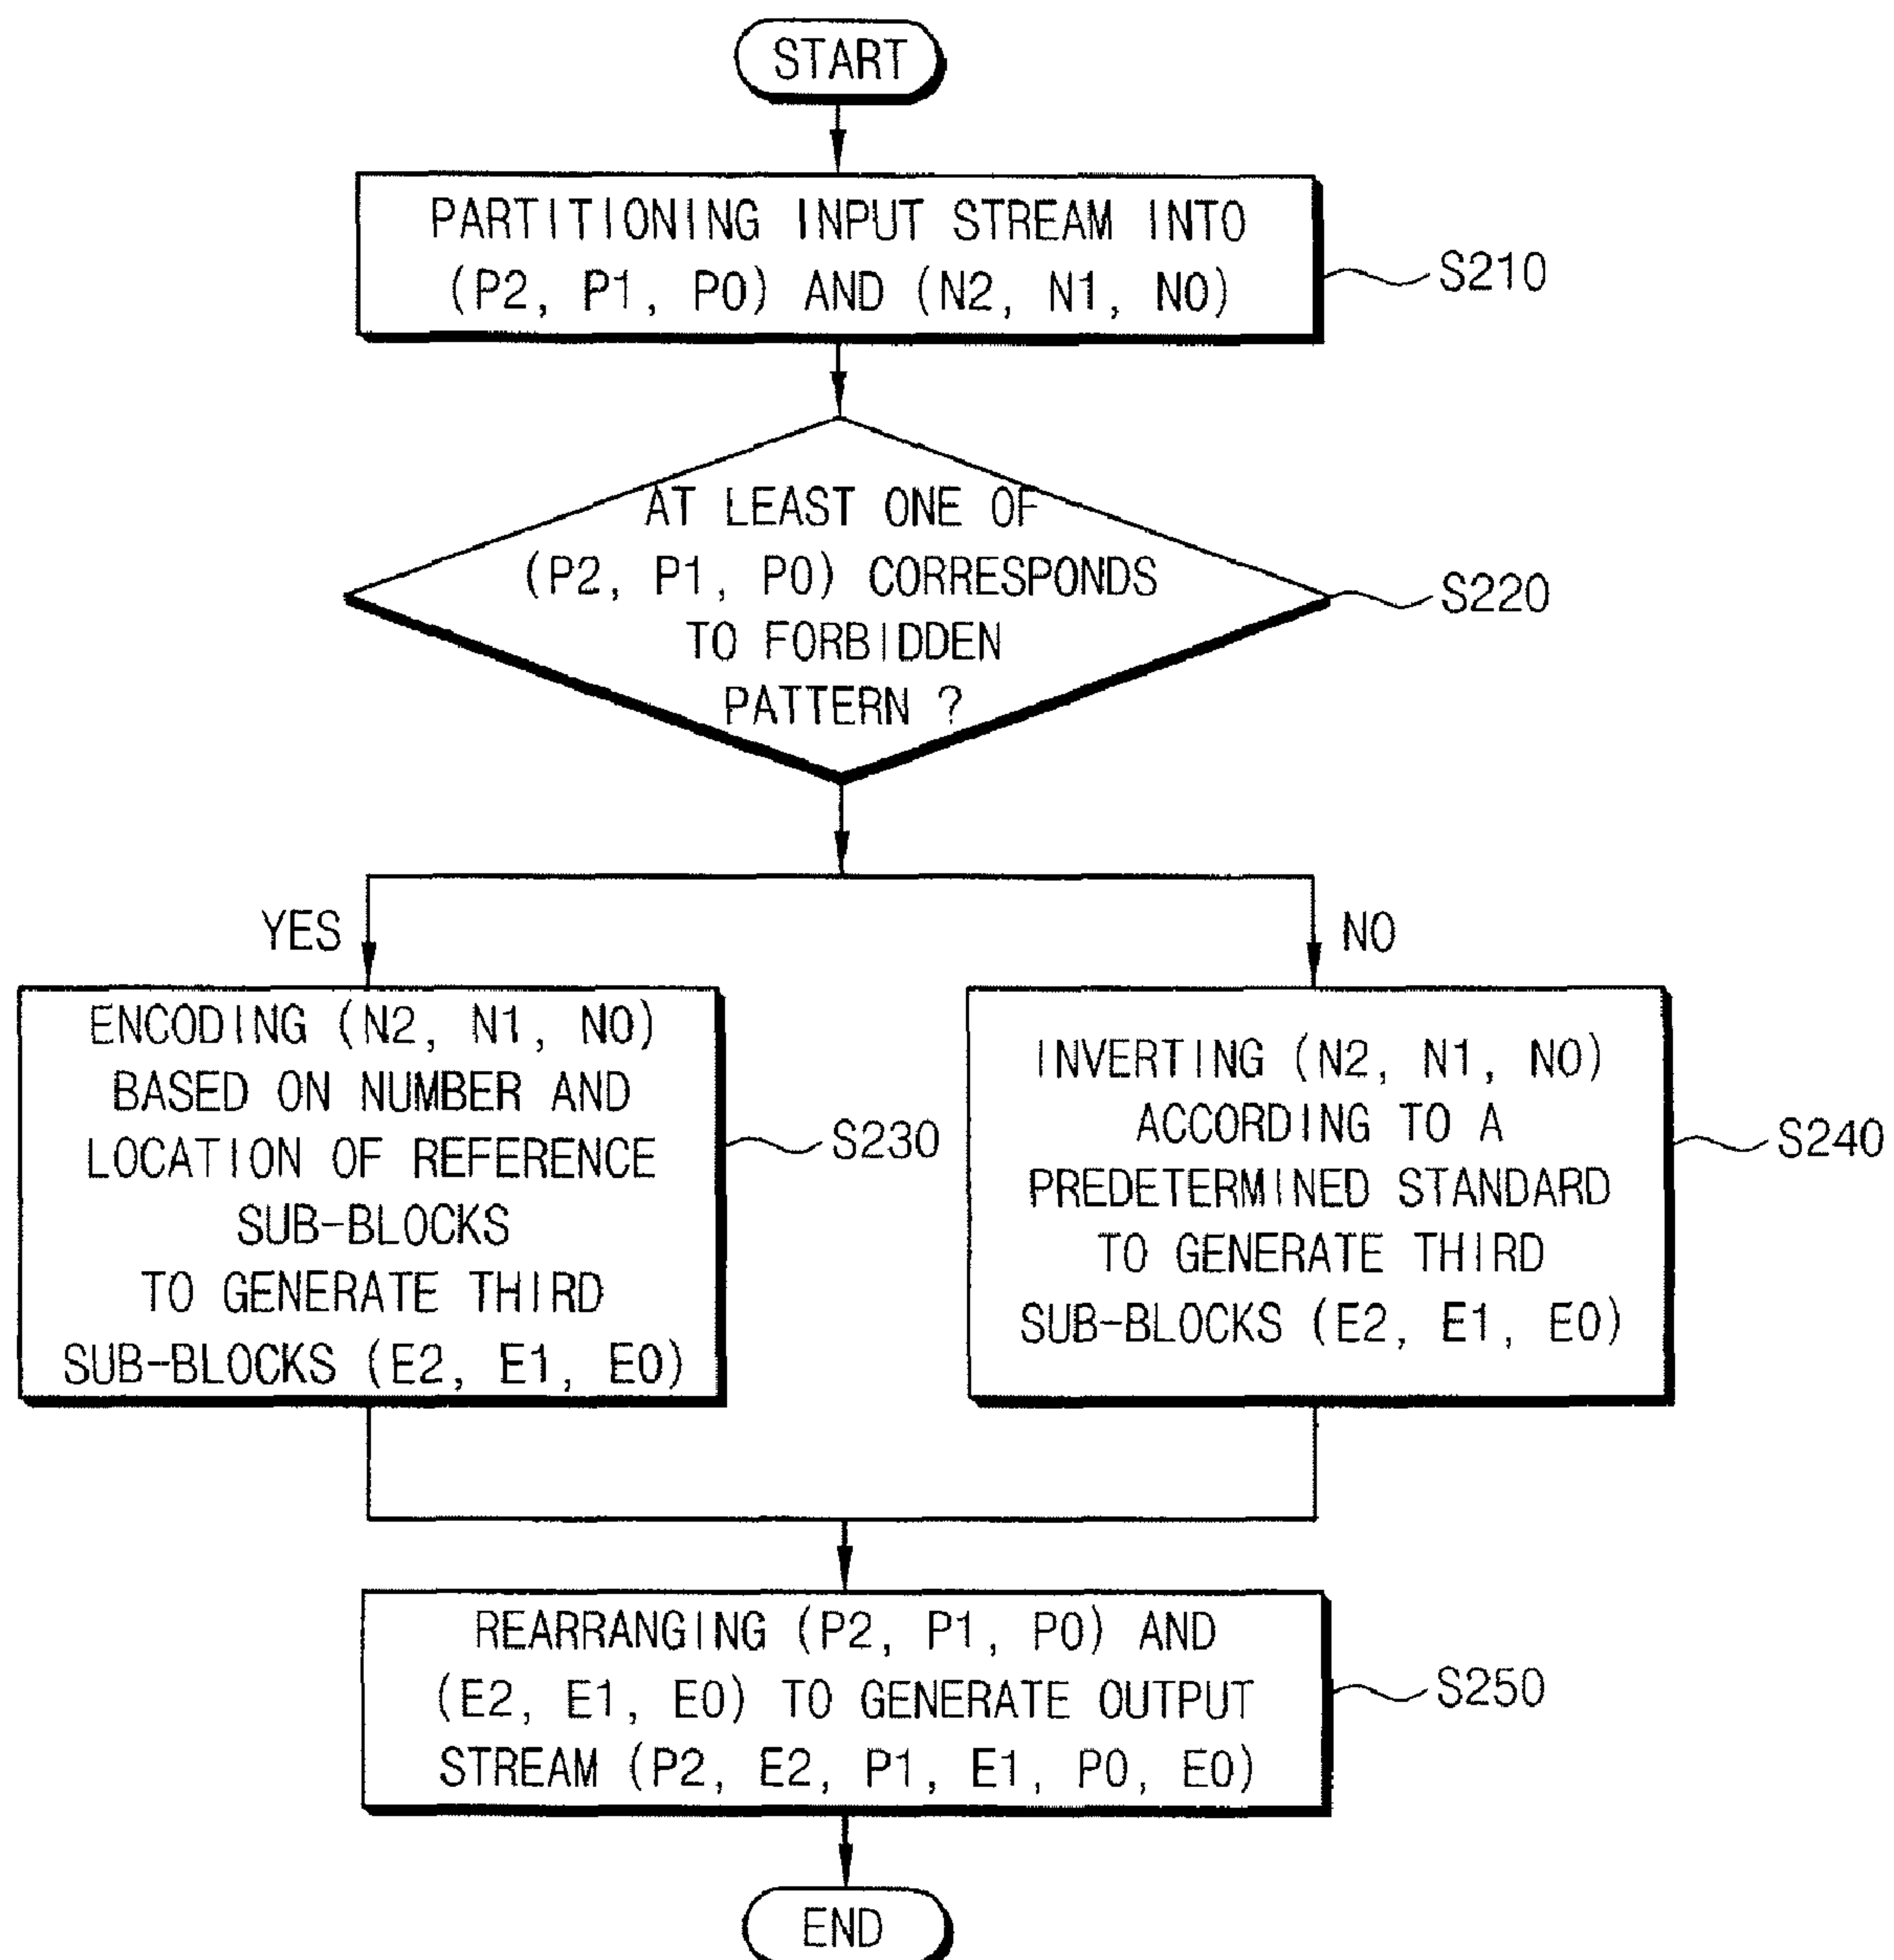 START
PARTITIONING INPUT STREAM INTO
(P2, P1, P0) AND (N2, N1, N0)
S210
AT LEAST ONE OF
(P2, P1, P0) CORRESPONDS
TO FORBIDDEN
PATTERN ?
S220
YES
NO
ENCODING (N2, N1, N0)
BASED ON NUMBER AND
LOCATION OF REFERENCE
SUB-BLOCKS
TO GENERATE THIRD
SUB-BLOCKS (E2, E1, E0)
S230
INVERTING (N2, N1, N0)
ACCORDING TO A
PREDETERMINED STANDARD
TO GENERATE THIRD
SUB-BLOCKS (E2, E1, E0)
S240
REARRANGING (P2, P1, P0) AND
(E2, E1, E0) TO GENERATE OUTPUT
STREAM (P2, E2, P1, E1, P0, E0)
S250
END